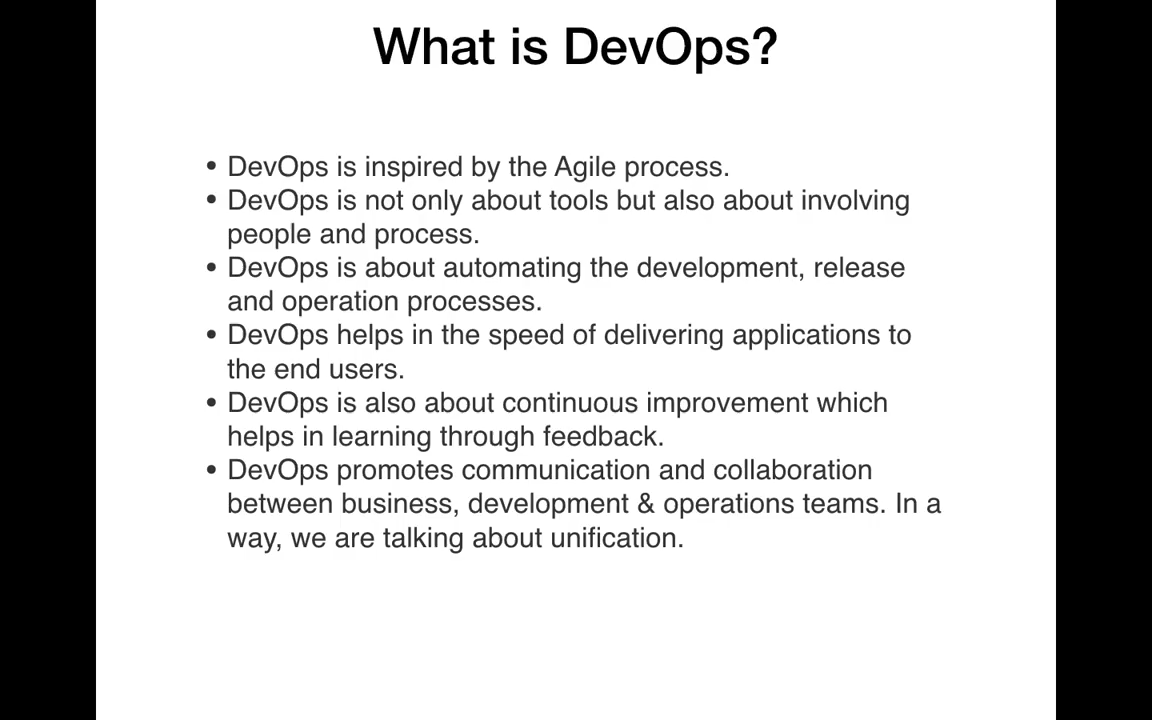 What is DevOps?
• DevOps is inspired by the Agile process.
• DevOps is not only about tools but also about involving
people and process.
• DevOps is about automating the development, release
and operation processes.
• DevOps helps in the speed of delivering applications to
the end users.
• DevOps is also about continuous improvement which
helps in learning through feedback.
• DevOps promotes communication and collaboration
between business, development & operations teams. In a
way, we are talking about unification.